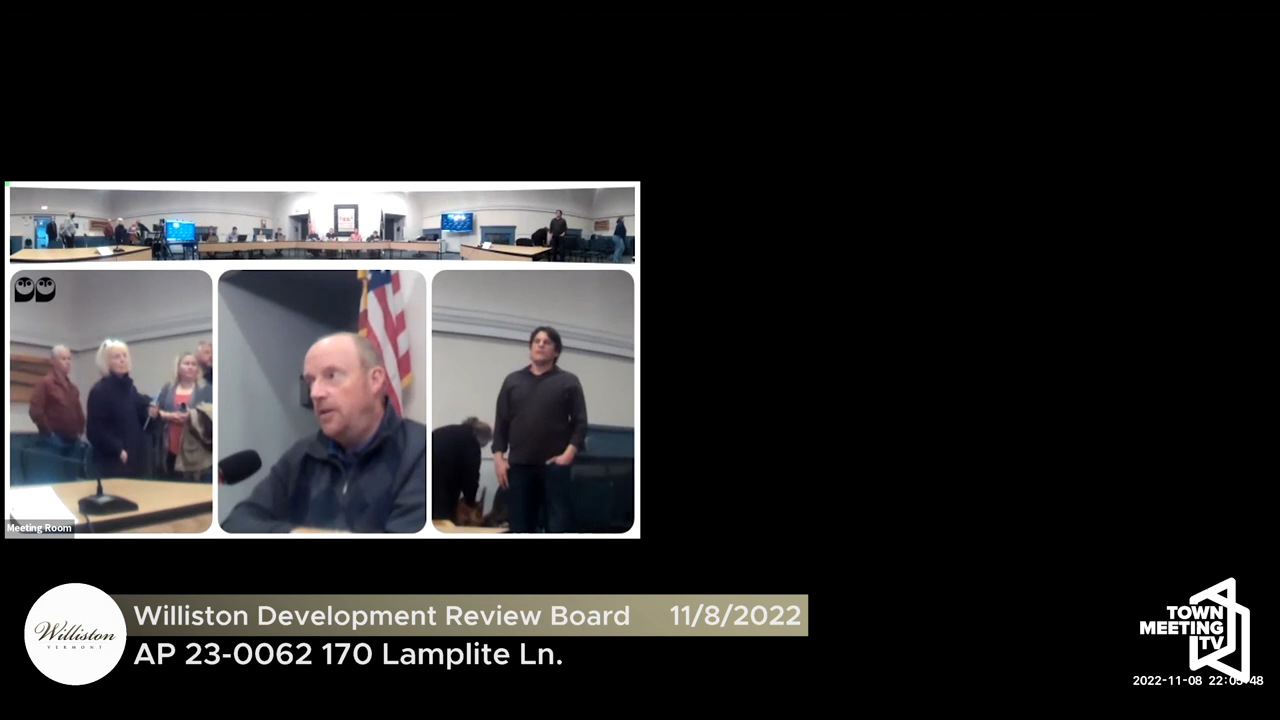 Meeting Room
Williston
VERMONT
Williston Development Review Board 11/8/2022
AP 23-0062 170 Lamplite Ln.
TOWN
MEETING
TV